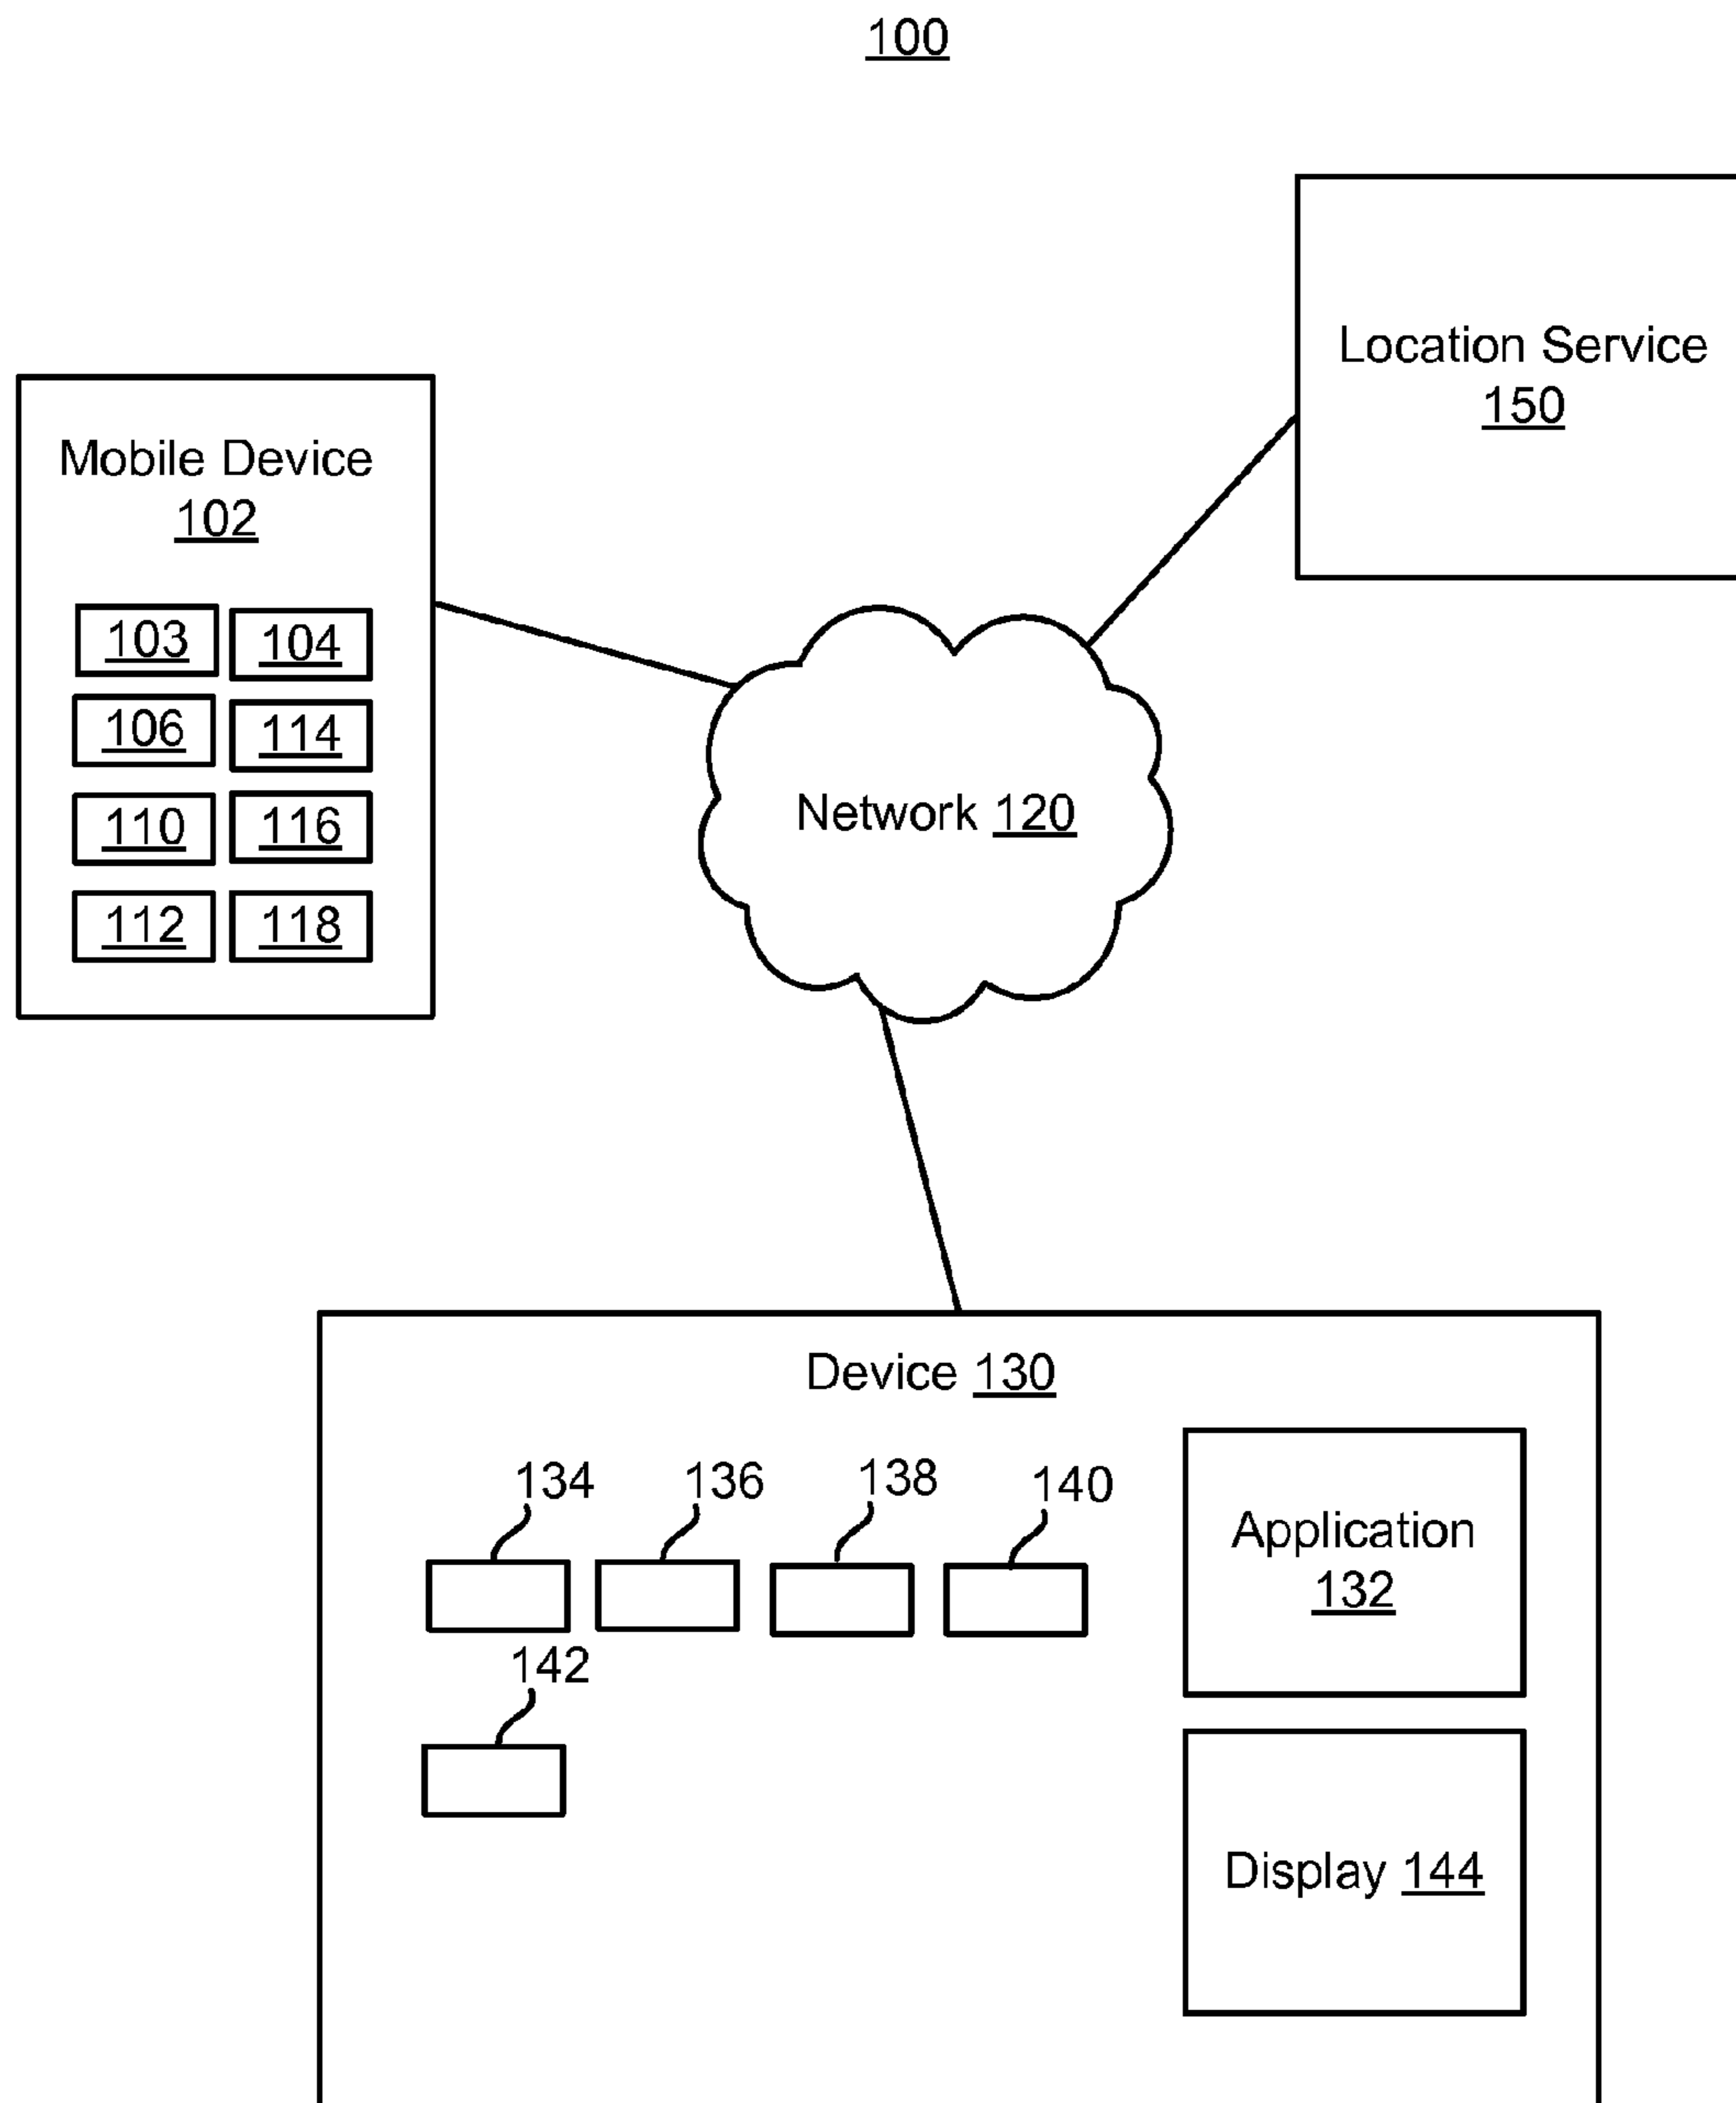 100
Location Service
150
Mobile Device
102
103 104
106 114
110 116
112 118
Network 120
Device 130
134 136 138 140
142
Application
132
Display 144